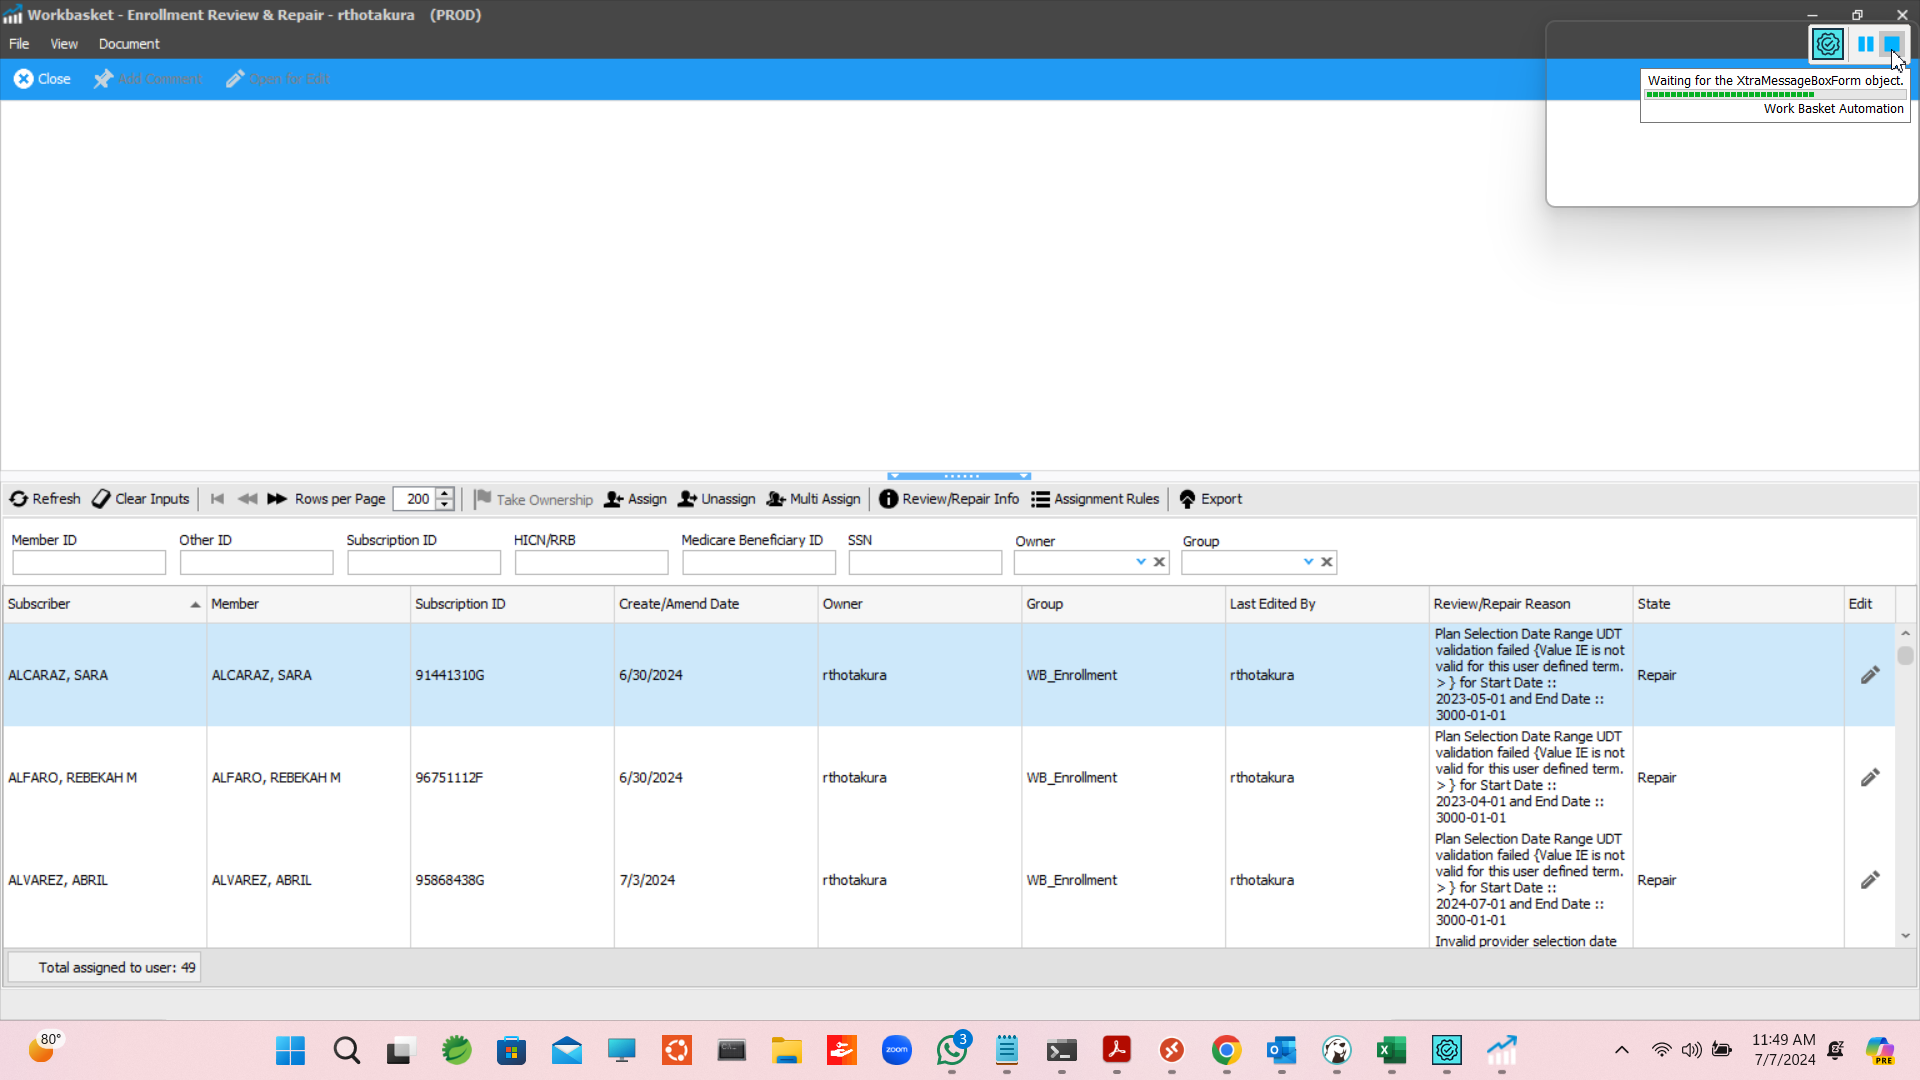 Workbasket - Enrollment Review & Repair - rthotakura (PROD)
File View Document
Close Add Comment Open for Edit
Waiting for the XtraMessageBoxForm object.
Work Basket Automation
Refresh Clear Inputs Rows per Page 200 Take Ownership Assign Unassign Multi Assign Review/Repair Info Assignment Rules Export
Member ID Other ID Subscription ID HICN/RRB Medicare Beneficiary ID SSN Owner Group
Subscriber Member Subscription ID Create/Amend Date Owner Group Last Edited By Review/Repair Reason State Edit
ALCARAZ, SARA ALCARAZ, SARA 91441310G 6/30/2024 rthotakura WB_Enrollment rthotakura
Plan Selection Date Range UDT
validation failed {Value IE is not
valid for this user defined term.
> } for Start Date ::
2023-05-01 and End Date ::
3000-01-01
Repair
ALFARO, REBEKAH M ALFARO, REBEKAH M 96751112F 6/30/2024 rthotakura WB_Enrollment rthotakura
Plan Selection Date Range UDT
validation failed {Value IE is not
valid for this user defined term.
> } for Start Date ::
2023-04-01 and End Date ::
3000-01-01
Repair
ALVAREZ, ABRIL ALVAREZ, ABRIL 95868438G 7/3/2024 rthotakura WB_Enrollment rthotakura
Plan Selection Date Range UDT
validation failed {Value IE is not
valid for this user defined term.
> } for Start Date ::
2024-07-01 and End Date ::
3000-01-01
Repair
Invalid provider selection date
Total assigned to user: 49
80°
zoom
3
11:49 AM
7/7/2024
PRE